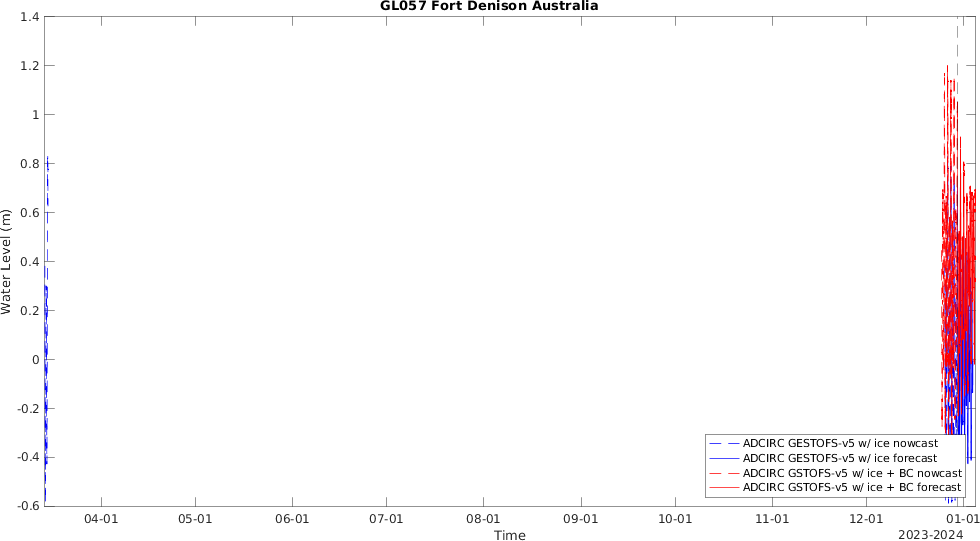 GL057 Fort Denison Australia
1.4
1.2
1
0.8
0.6
0.4
0.2
0
-0.2
-0.4
-0.6
Water Level (m)
ADCIRC GESTOFS-v5 w/ ice nowcast
ADCIRC GESTOFS-v5 w/ ice forecast
ADCIRC GSTOFS-v5 w/ ice + BC nowcast
ADCIRC GSTOFS-v5 w/ ice + BC forecast
04-01 05-01 06-01 07-01 08-01 09-01 10-01 11-01 12-01 01-01
Time
2023-2024